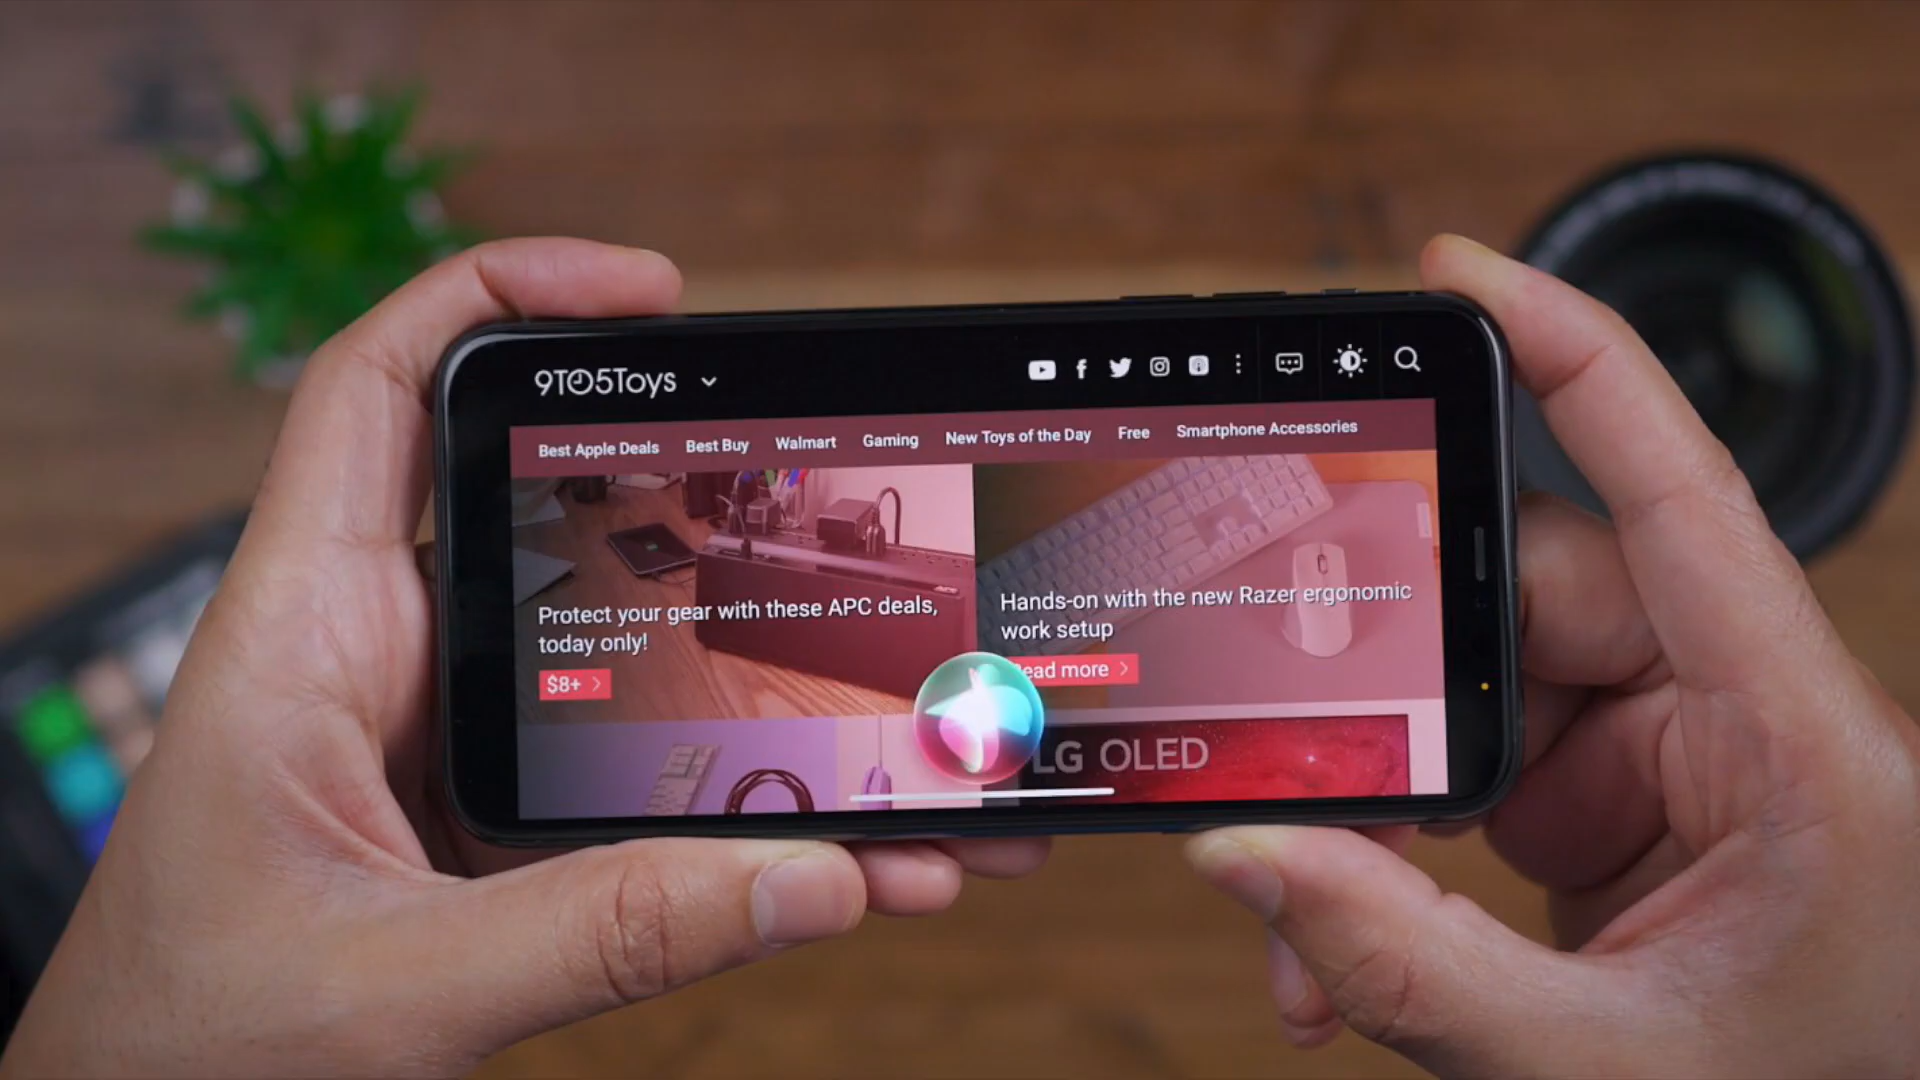 9TO5Toys
Best Apple Deals Best Buy Walmart Gaming New Toys of the Day Free Smartphone Accessories
Protect your gear with these APC deals,
today only!
$8+
Hands-on with the new Razer ergonomic
work setup
ead more
LG OLED